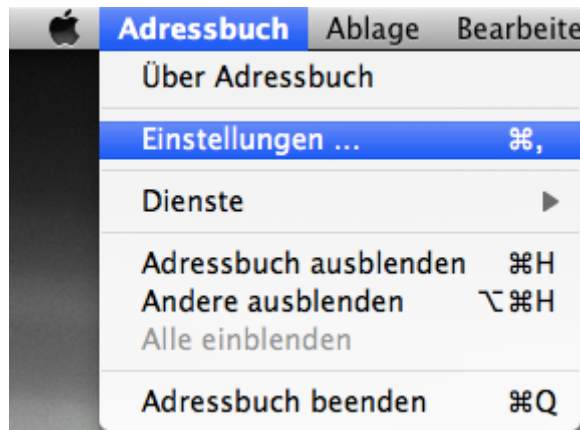 Adressbuch Ablage Bearbeite
Über Adressbuch
Einstellungen ... ⌘,
Dienste
Adressbuch ausblenden ⌘H
Andere ausblenden ⌥⌘H
Alle einblenden
Adressbuch beenden ⌘Q